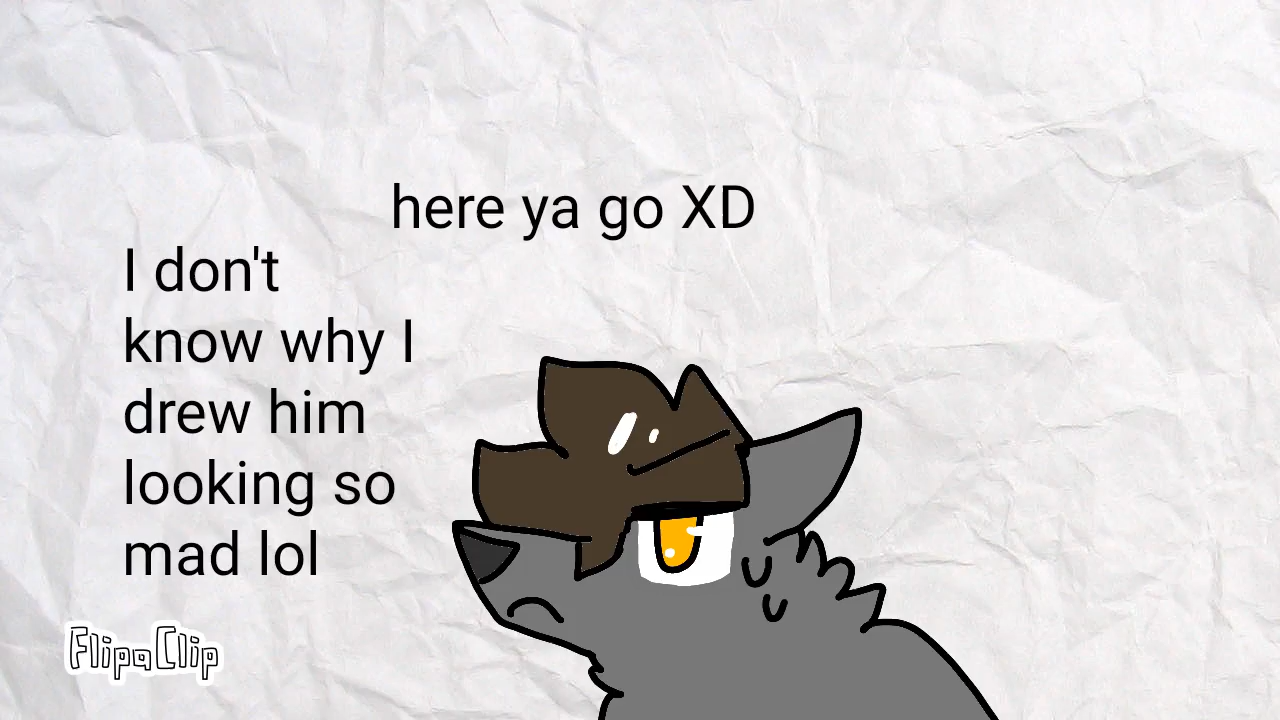 here ya go XD
I don't
know why I
drew him
looking so
mad lol
FlipaClip